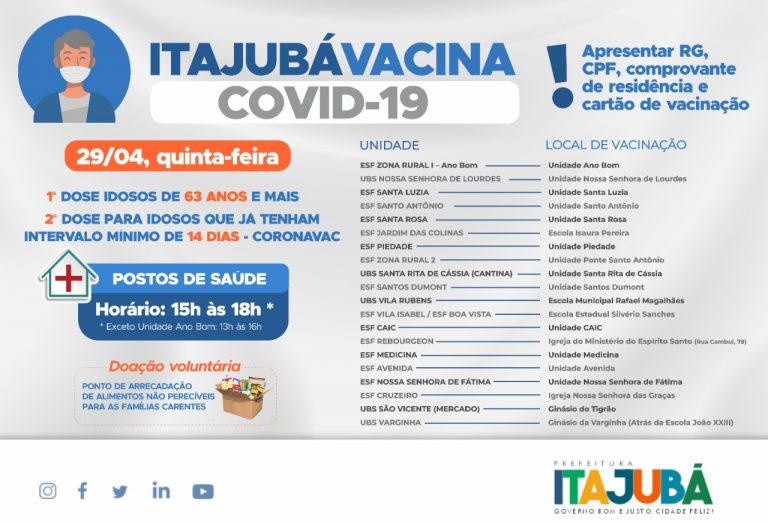 ITAJUBÁVACINA
COVID-19
Apresentar RG,
CPF, comprovante
de residência e
cartão de vacinação
29/04, quinta-feira
1ª DOSE IDOSOS DE 63 ANOS E MAIS
2ª DOSE PARA IDOSOS QUE JÁ TENHAM
INTERVALO MÍNIMO DE 14 DIAS - CORONAVAC
POSTOS DE SAÚDE
Horário: 15h às 18h *
* Exceto Unidade Ano Bom: 13h às 16h
Doação voluntária
PONTO DE ARRECADAÇÃO
DE ALIMENTOS NÃO PERECÍVEIS
PARA AS FAMÍLIAS CARENTES
UNIDADE LOCAL DE VACINAÇÃO
ESF ZONA RURAL I – Ano Bom Unidade Ano Bom
UBS NOSSA SENHORA DE LOURDES Unidade Nossa Senhora de Lourdes
ESF SANTA LUZIA Unidade Santa Luzia
ESF SANTO ANTÔNIO Unidade Santo Antônio
ESF SANTA ROSA Unidade Santa Rosa
ESF JARDIM DAS COLINAS Escola Isaura Pereira
ESF PIEDADE Unidade Piedade
ESF ZONA RURAL 2 Unidade Ponte Santo Antônio
UBS SANTA RITA DE CÁSSIA (CANTINA) Unidade Santa Rita de Cássia
ESF SANTOS DUMONT Unidade Santos Dumont
UBS VILA RUBENS Escola Municipal Rafael Magalhães
ESF VILA ISABEL / ESF BOA VISTA Escola Estadual Silvério Sanches
ESF CAIC Unidade CAIC
ESF REBOURGEON Igreja do Ministério do Espírito Santo (Rua Cambuí, 78)
ESF MEDICINA Unidade Medicina
ESF AVENIDA Unidade Avenida
ESF NOSSA SENHORA DE FÁTIMA Unidade Nossa Senhora de Fátima
ESF CRUZEIRO Igreja Nossa Senhora das Graças
UBS SÃO VICENTE (MERCADO) Ginásio do Tigrão
UBS VARGINHA Ginásio da Varginha (Atrás da Escola João XXIII)
PREFEITURA
ITAJUBÁ
GOVERNO BOM E JUSTO, CIDADE FELIZ!